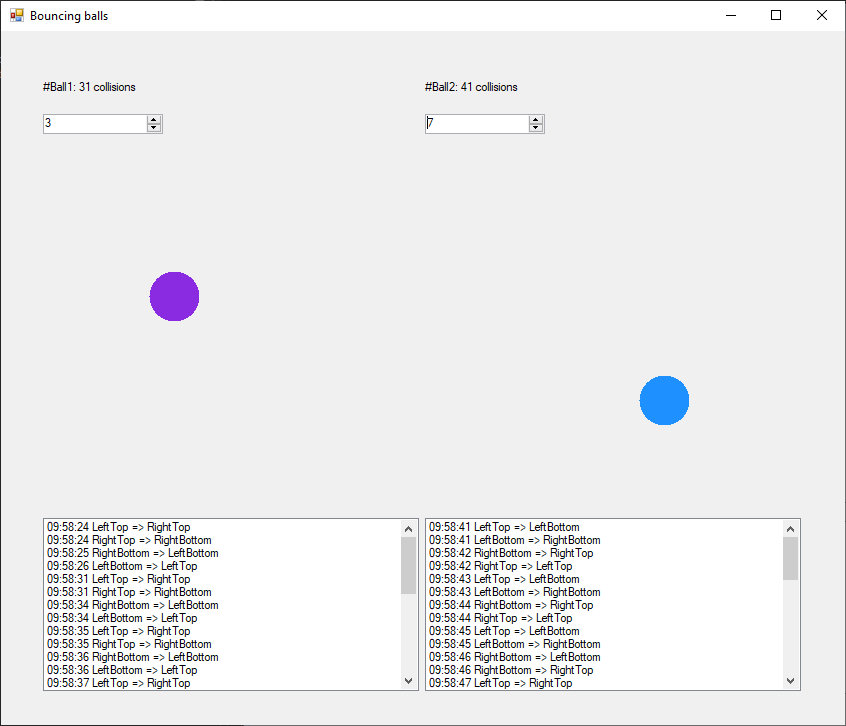 Bouncing balls
#Ball1: 31 collisions
#Ball2: 41 collisions
3
7
09:58:24 LeftTop => RightTop
09:58:24 RightTop => RightBottom
09:58:25 RightBottom => LeftBottom
09:58:26 LeftBottom => LeftTop
09:58:31 LeftTop => RightTop
09:58:31 RightTop => RightBottom
09:58:34 RightBottom => LeftBottom
09:58:34 LeftBottom => LeftTop
09:58:35 LeftTop => RightTop
09:58:35 RightTop => RightBottom
09:58:36 RightBottom => LeftBottom
09:58:36 LeftBottom => LeftTop
09:58:37 LeftTop => RightTop
09:58:41 LeftTop => LeftBottom
09:58:41 LeftBottom => RightBottom
09:58:42 RightBottom => RightTop
09:58:42 RightTop => LeftTop
09:58:43 LeftTop => LeftBottom
09:58:43 LeftBottom => RightBottom
09:58:44 RightBottom => RightTop
09:58:44 RightTop => LeftTop
09:58:45 LeftTop => LeftBottom
09:58:45 LeftBottom => RightBottom
09:58:46 RightBottom => LeftBottom
09:58:46 RightBottom => RightTop
09:58:47 LeftTop => RightTop